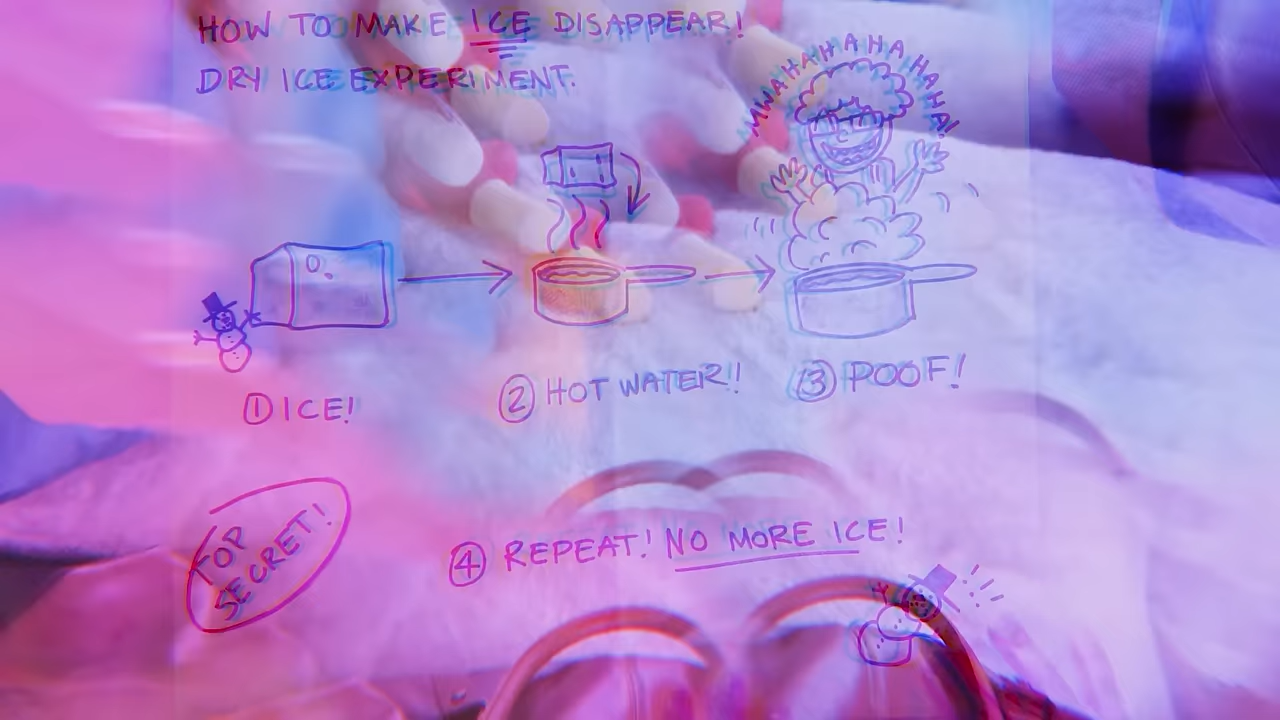 HOW TO MAKE ICE DISAPPEAR!
DRY ICE EXPERIMENT.
MWAHAHAHAHAHAHAHA!
① ICE!
② HOT WATER!!
③ POOF!
TOP
SECRET!
④ REPEAT! NO MORE ICE!